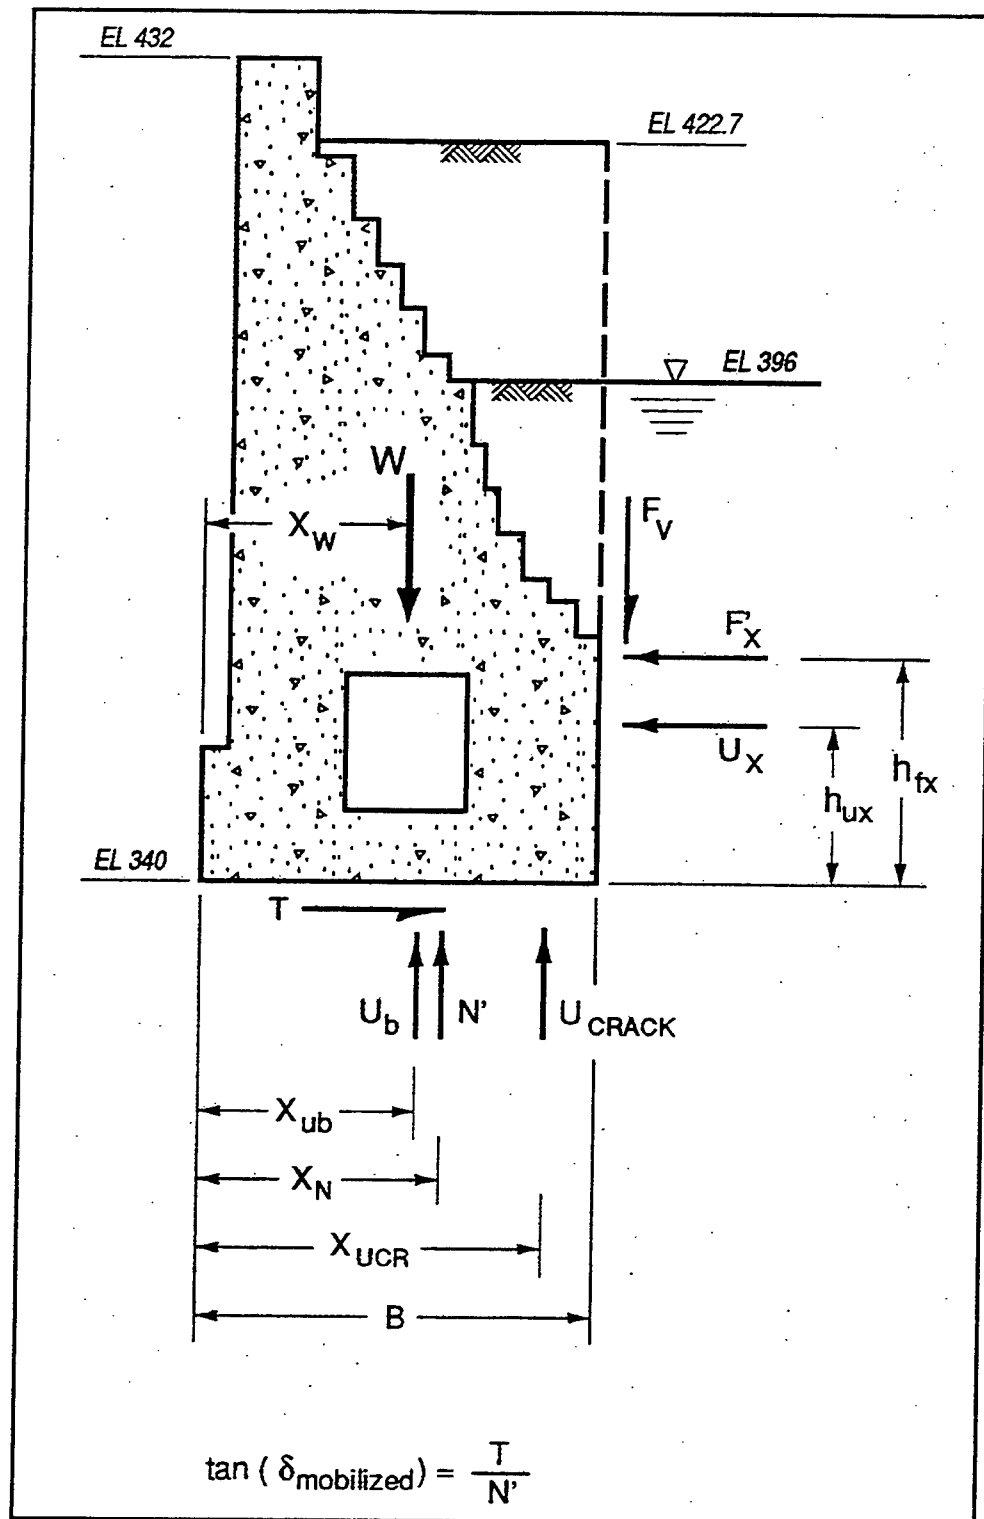 EL 432
EL 422.7
EL 396
W
X_W
F_V
F'_X
U_X
h_fx
h_ux
EL 340
T
U_b
N'
U_CRACK
X_ub
X_N
X_UCR
B
tan ( δ_mobilized ) = T / N'